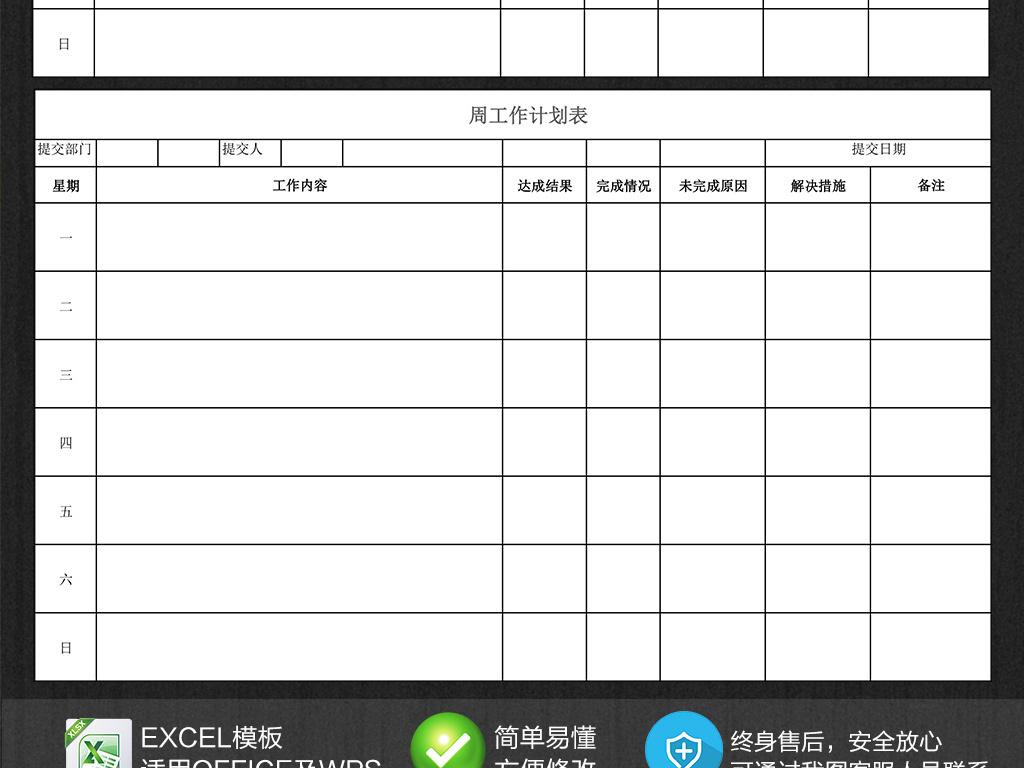 日
周工作计划表
提交部门 提交人 提交日期
星期 工作内容 达成结果 完成情况 未完成原因 解决措施 备注
一
二
三
四
五
六
日
XLSX
EXCEL模板 简单易懂 终身售后，安全放心
适用OFFICE及WPS 方便修改 可通过我图客服人员联系